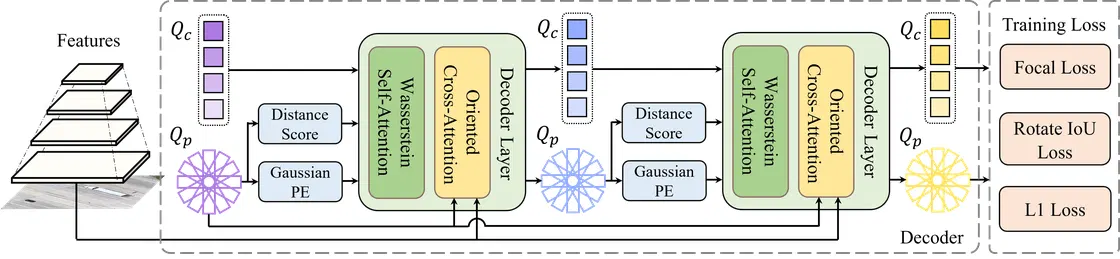 Features
Q_c
Q_p
Distance
Score
Gaussian
PE
Wasserstein
Self-Attention
Oriented
Cross-Attention
Decoder Layer
Q_c
Q_p
Distance
Score
Gaussian
PE
Wasserstein
Self-Attention
Oriented
Cross-Attention
Decoder Layer
Q_c
Q_p
Decoder
Training Loss
Focal Loss
Rotate IoU
Loss
L1 Loss